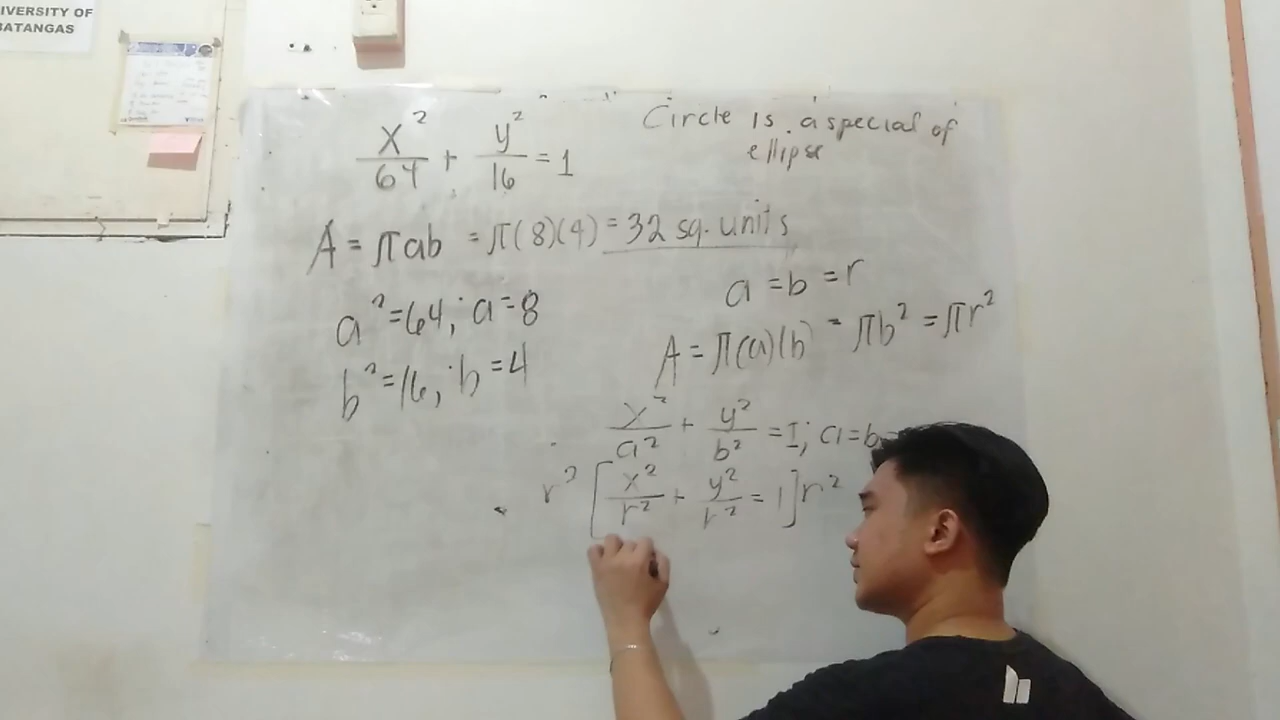 IVERSITY OF
BATANGAS
x²/64 + y²/16 = 1
Circle is a special of
ellipse
A = πab = π(8)(4) = 32 sq. units
a² = 64; a = 8
b² = 16; b = 4
a = b = r
A = π(a)(b) = πb² = πr²
x²/a² + y²/b² = 1; a = b =
r² [x²/r² + y²/r² = 1] r²